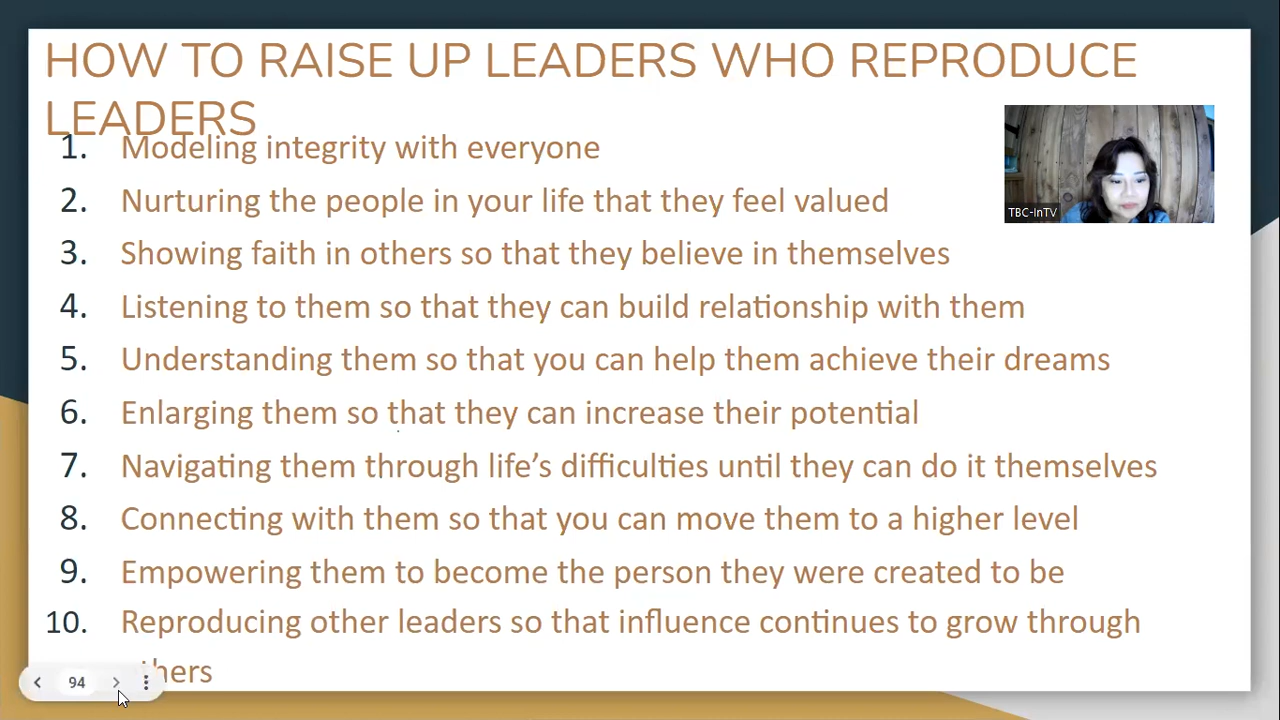 HOW TO RAISE UP LEADERS WHO REPRODUCE
LEADERS
1. Modeling integrity with everyone
2. Nurturing the people in your life that they feel valued
TBC-inTV
3. Showing faith in others so that they believe in themselves
4. Listening to them so that they can build relationship with them
5. Understanding them so that you can help them achieve their dreams
6. Enlarging them so that they can increase their potential
7. Navigating them through life’s difficulties until they can do it themselves
8. Connecting with them so that you can move them to a higher level
9. Empowering them to become the person they were created to be
10. Reproducing other leaders so that influence continues to grow through
thers
94